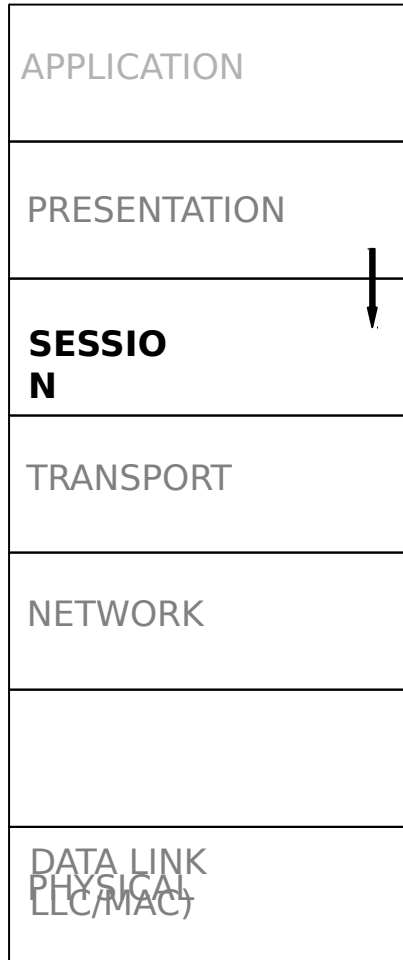 APPLICATION
PRESENTATION
SESSIO
N
TRANSPORT
NETWORK
DATA LINK
PHYSICAL
LLC/MAC)